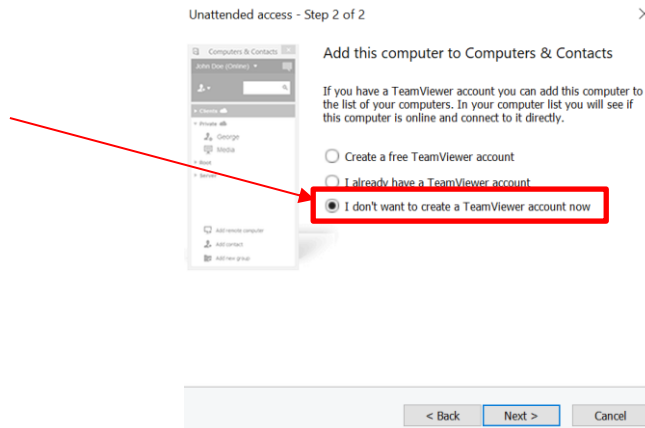 Unattended access - Step 2 of 2
Computers & Contacts
John Doe (Online)
Clients
Private
George
Media
Root
Server
Add remote computer
Add contact
Add new group
Add this computer to Computers & Contacts
If you have a TeamViewer account you can add this computer to
the list of your computers. In your computer list you will see if
this computer is online and connect to it directly.
Create a free TeamViewer account
I already have a TeamViewer account
I don't want to create a TeamViewer account now
< Back
Next >
Cancel